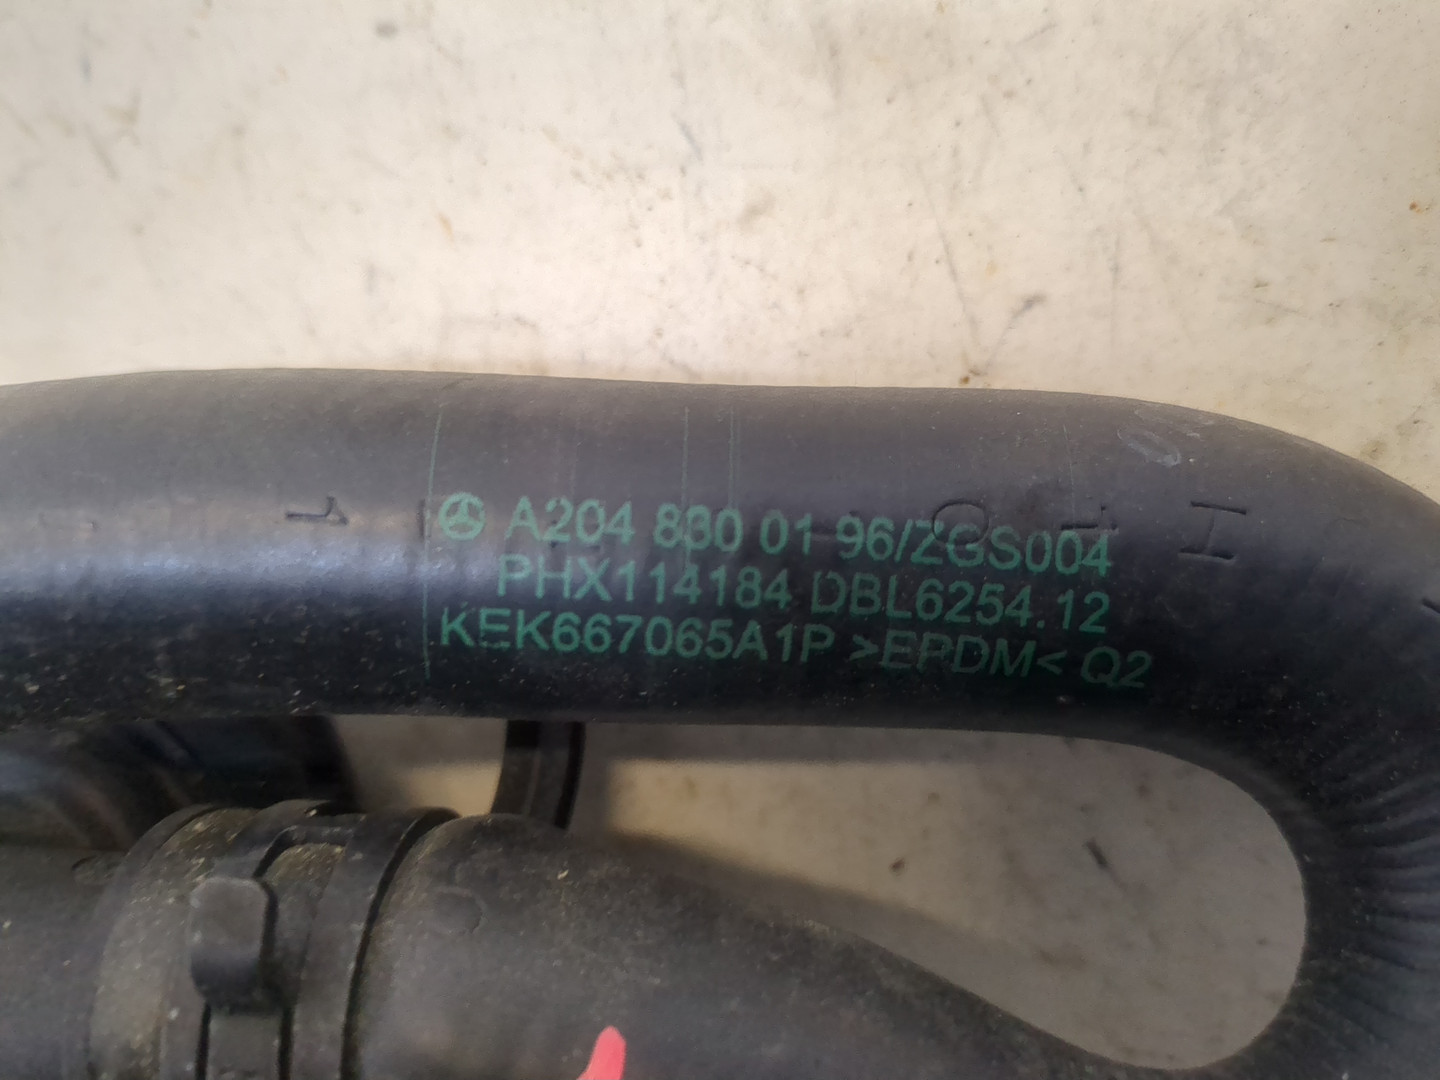 A204 830 01 96/ZGS004
PHX114184 DBL6254.12
KEK667065A1P >EPDM< Q2